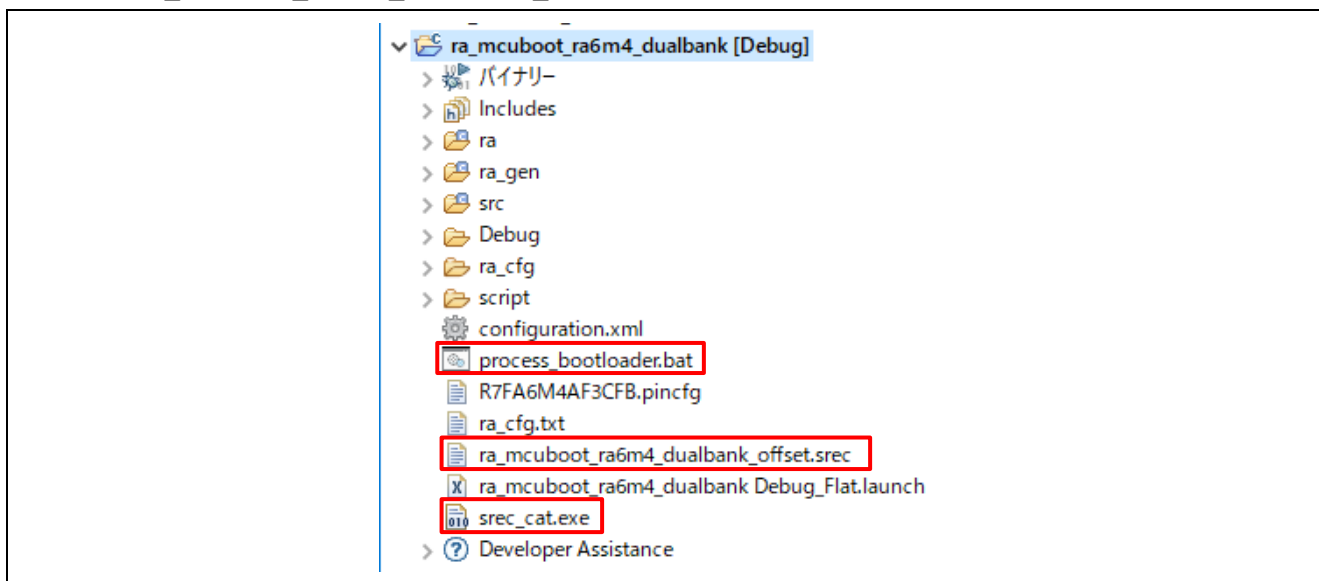 ra_mcuboot_ra6m4_dualbank [Debug]
バイナリー
Includes
ra
ra_gen
src
Debug
ra_cfg
script
configuration.xml
process_bootloader.bat
R7FA6M4AF3CFB.pincfg
ra_cfg.txt
ra_mcuboot_ra6m4_dualbank_offset.srec
ra_mcuboot_ra6m4_dualbank Debug_Flat.launch
srec_cat.exe
Developer Assistance